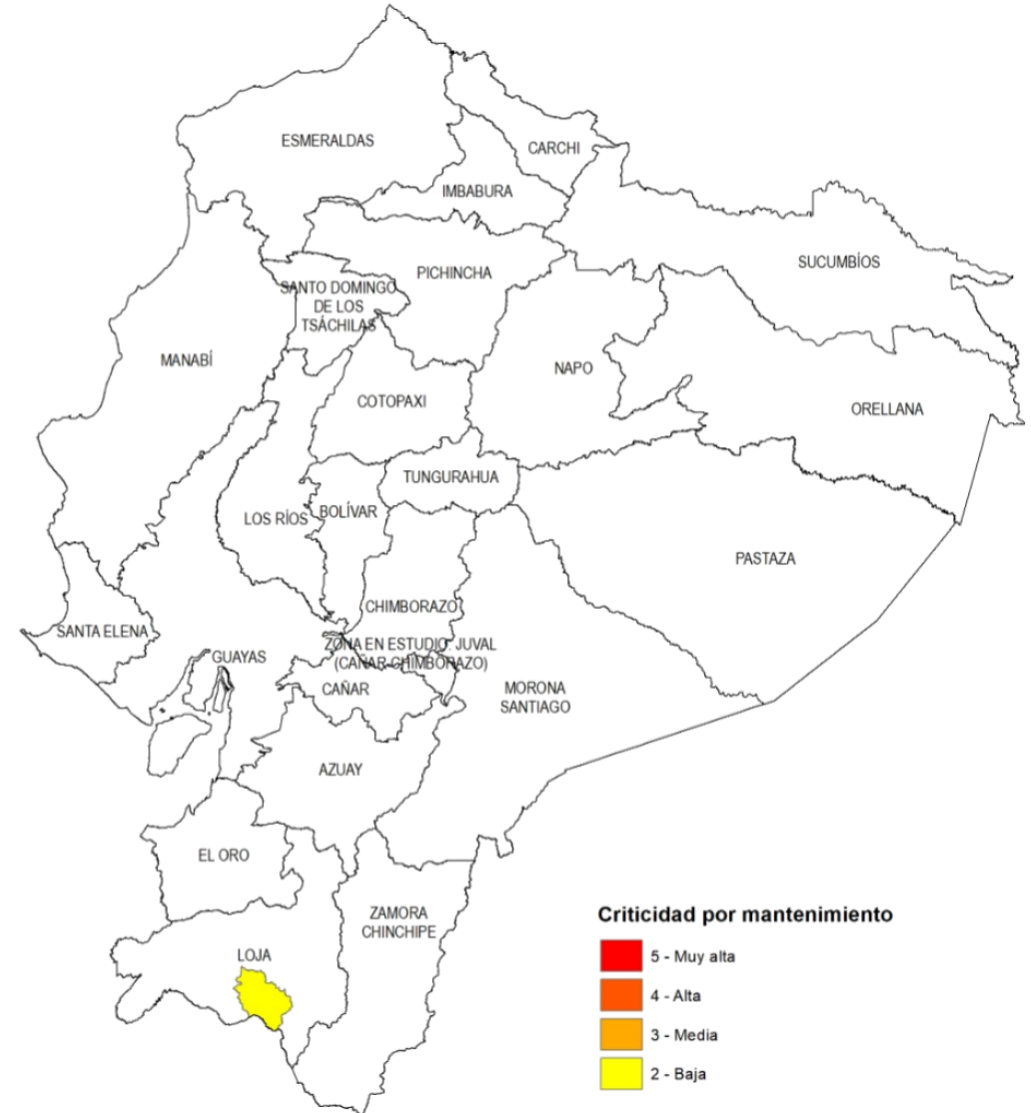 ESMERALDAS
CARCHI
IMBABURA
SUCUMBÍOS
PICHINCHA
SANTO DOMINGO
DE LOS
TSÁCHILAS
MANABÍ
NAPO
COTOPAXI
ORELLANA
TUNGURAHUA
LOS RÍOS
BOLÍVAR
PASTAZA
CHIMBORAZO
SANTA ELENA
ZONA EN ESTUDIO: JUVAL
(CAÑAR-CHIMBORAZO)
GUAYAS
CAÑAR
MORONA
SANTIAGO
AZUAY
EL ORO
ZAMORA
CHINCHIPE
LOJA
Criticidad por mantenimiento
5 - Muy alta
4 - Alta
3 - Media
2 - Baja